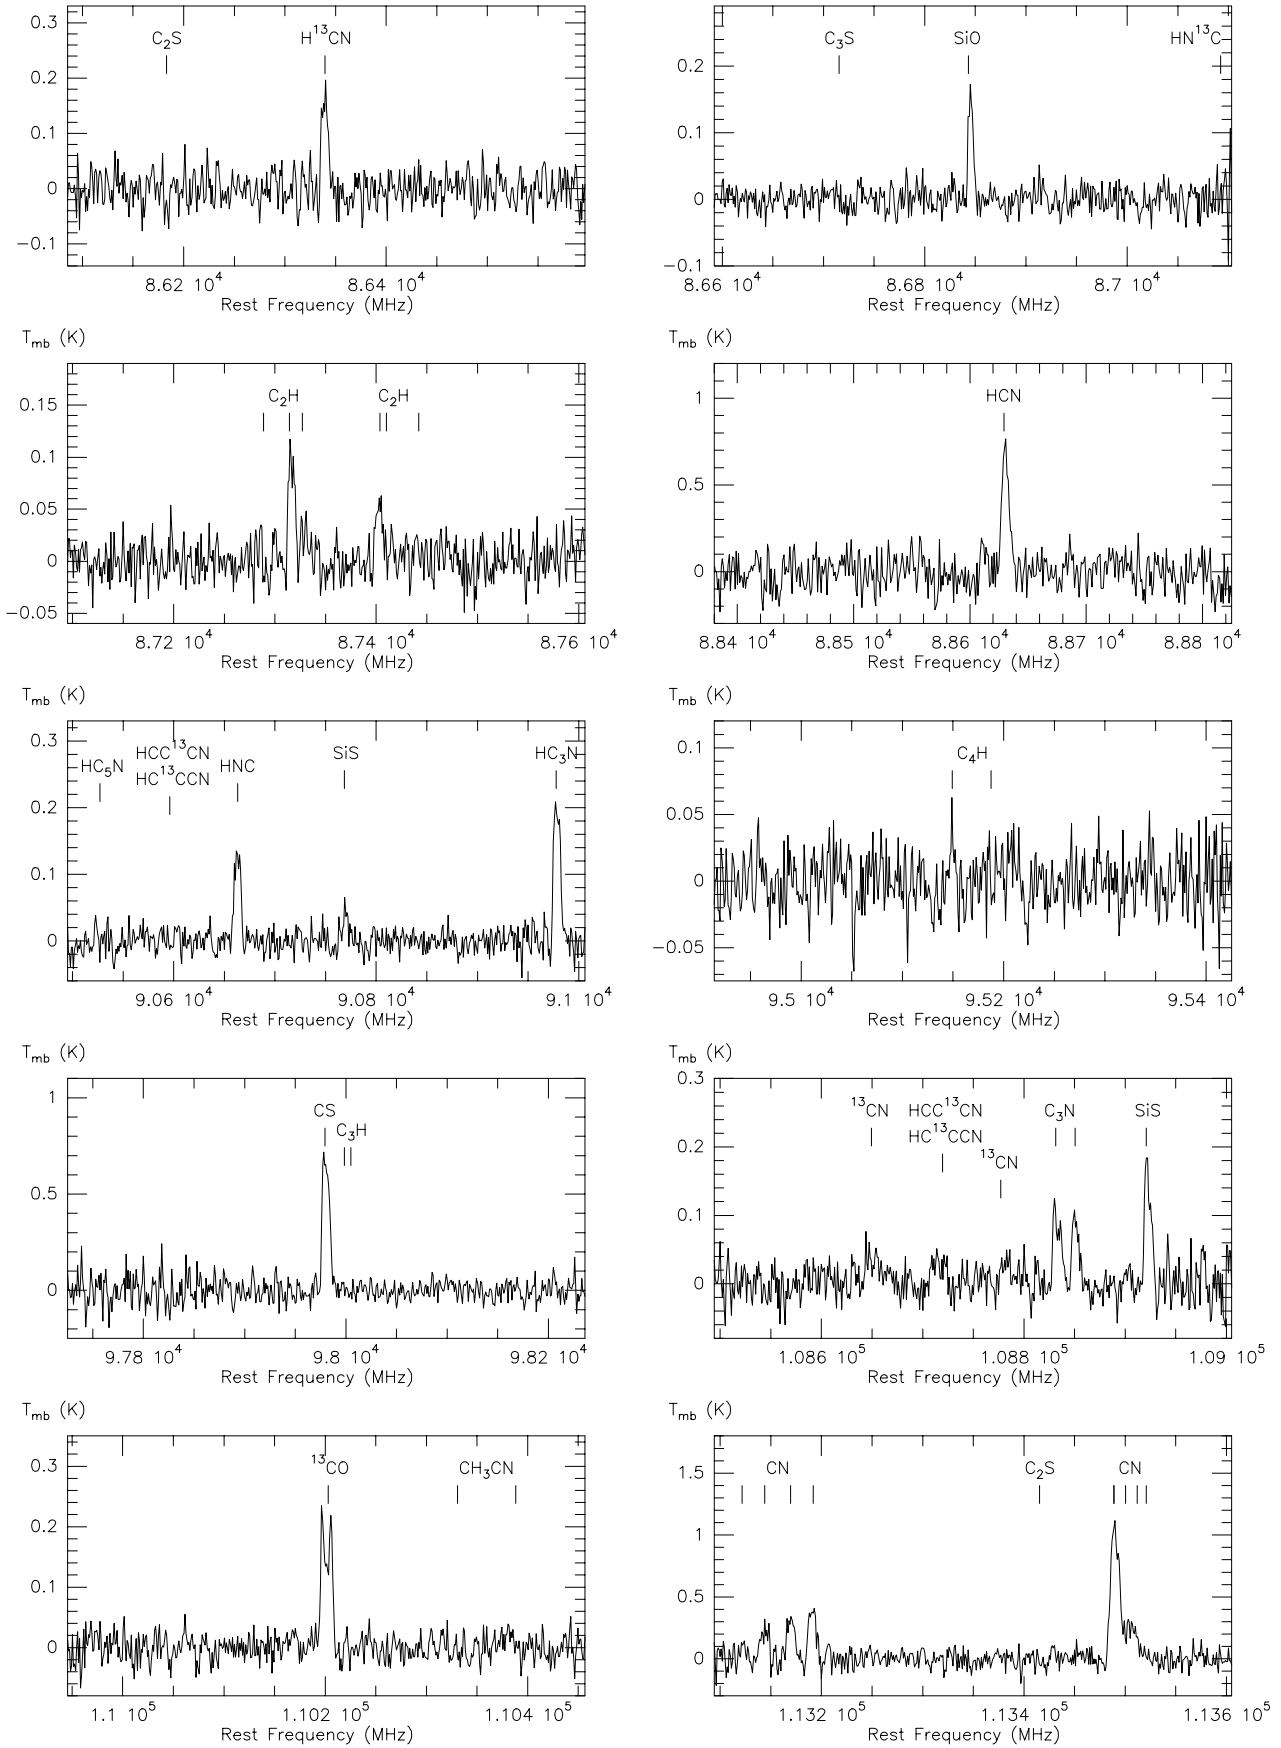 0.3
0.2
0.1
0
−0.1
C2S H13CN
8.62 10^4 8.64 10^4
Rest Frequency (MHz)
0.2
0.1
0
−0.1
C3S SiO HN13C
8.66 10^4 8.68 10^4 8.7 10^4
Rest Frequency (MHz)
Tmb (K)
0.15
0.1
0.05
0
−0.05
C2H C2H
8.72 10^4 8.74 10^4 8.76 10^4
Rest Frequency (MHz)
Tmb (K)
1
0.5
0
HCN
8.84 10^4 8.85 10^4 8.86 10^4 8.87 10^4 8.88 10^4
Rest Frequency (MHz)
Tmb (K)
0.3
0.2
0.1
0
HCC13CN SiS HC3N
HC5N HC13CCN HNC
9.06 10^4 9.08 10^4 9.1 10^4
Rest Frequency (MHz)
Tmb (K)
0.1
0.05
0
−0.05
C4H
9.5 10^4 9.52 10^4 9.54 10^4
Rest Frequency (MHz)
Tmb (K)
1
0.5
0
CS
C3H
9.78 10^4 9.8 10^4 9.82 10^4
Rest Frequency (MHz)
Tmb (K)
0.3
0.2
0.1
0
13CN HCC13CN C3N SiS
HC13CCN
13CN
1.086 10^5 1.088 10^5 1.09 10^5
Rest Frequency (MHz)
Tmb (K)
0.3
0.2
0.1
0
13CO CH3CN
1.1 10^5 1.102 10^5 1.104 10^5
Rest Frequency (MHz)
Tmb (K)
1.5
1
0.5
0
CN C2S CN
1.132 10^5 1.134 10^5 1.136 10^5
Rest Frequency (MHz)